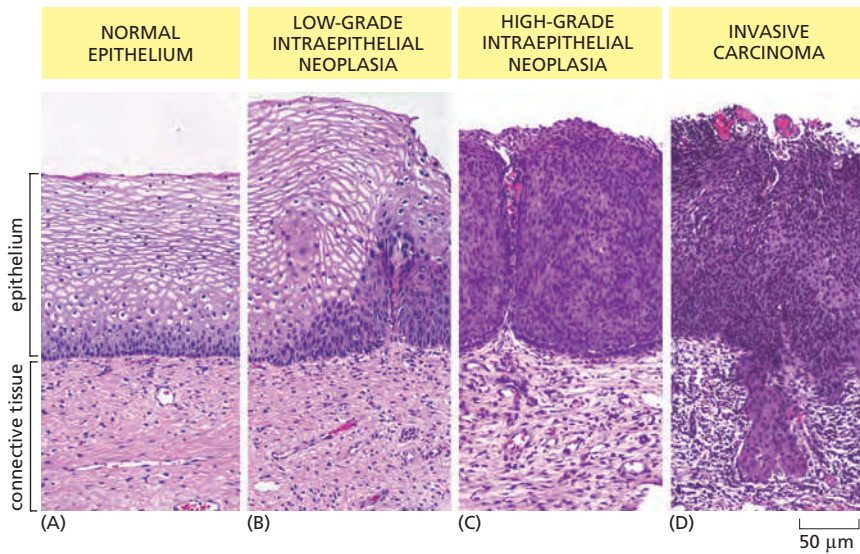 NORMAL
EPITHELIUM
LOW-GRADE
INTRAEPITHELIAL
NEOPLASIA
HIGH-GRADE
INTRAEPITHELIAL
NEOPLASIA
INVASIVE
CARCINOMA
epithelium
connective tissue
(A)
(B)
(C)
(D)
50 μm